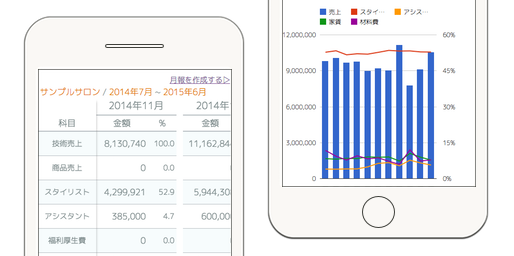 月報を作成する▷
サンプルサロン / 2014年7月 ~ 2015年6月
2014年11月 2014年
科目 金額 % 金額
技術売上 8,130,740 100.0 11,162,84
商品売上 0 0.0
スタイリスト 4,299,921 52.9 5,944,30
アシスタント 385,000 4.7 600,00
福利厚生費 0 0.0
売上 スタイ… アシス…
家賃 材料費
12,000,000 60%
9,000,000 45%
6,000,000 30%
3,000,000 15%
0 0%